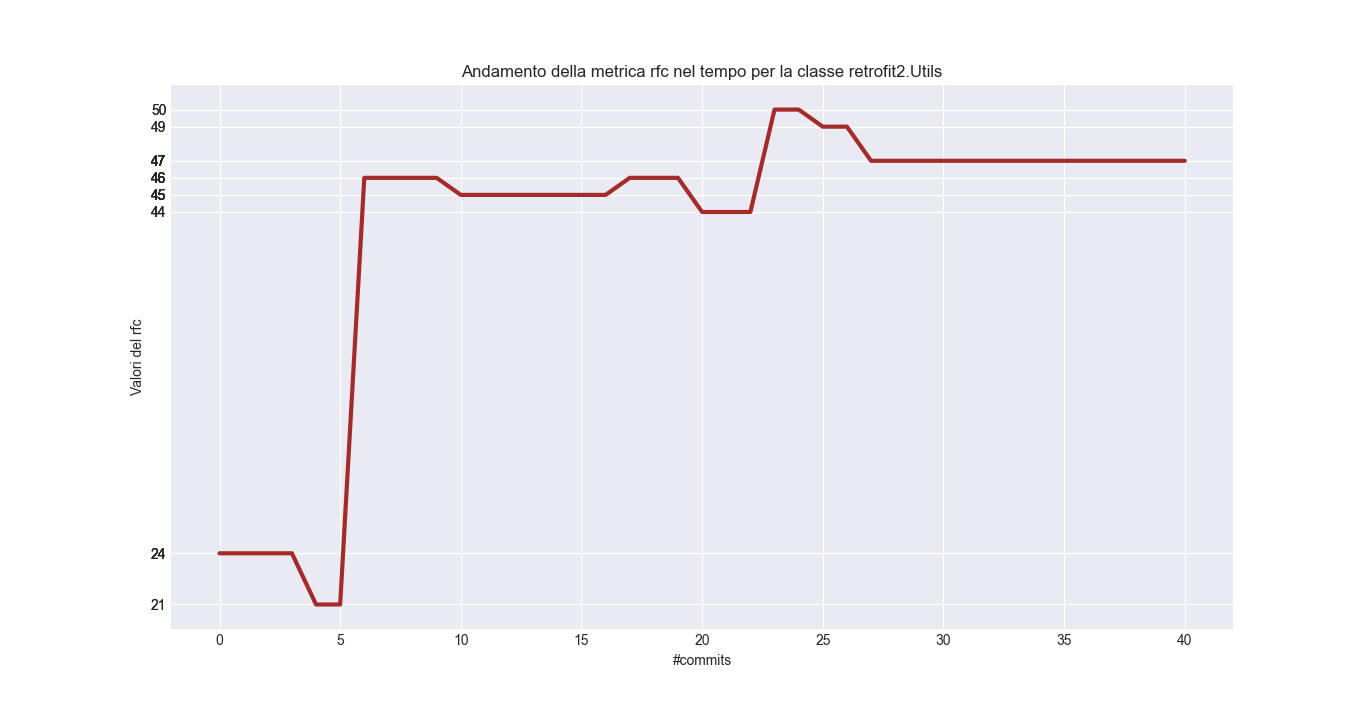 Andamento della metrica rfc nel tempo per la classe retrofit2.Utils
50
49
47
46
45
44
24
21
Valori del rfc
0 5 10 15 20 25 30 35 40
#commits